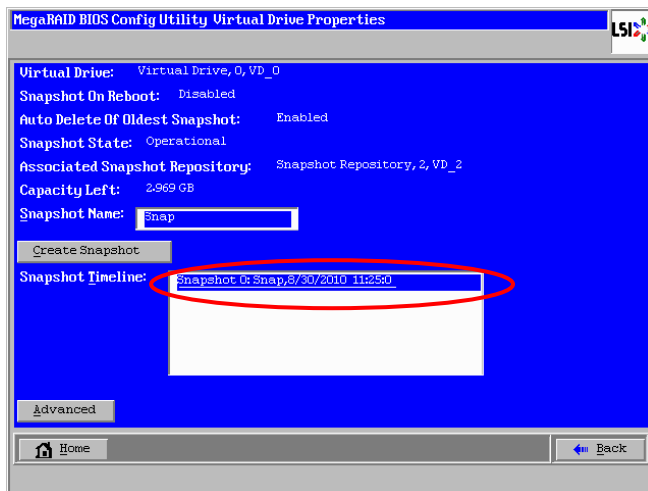 MegaRAID BIOS Config Utility Virtual Drive Properties
LSI
Virtual Drive: Virtual Drive, 0, VD_0
Snapshot On Reboot: Disabled
Auto Delete Of Oldest Snapshot: Enabled
Snapshot State: Operational
Associated Snapshot Repository: Snapshot Repository, 2, VD_2
Capacity Left: 2.969 GB
Snapshot Name: Snap
Create Snapshot
Snapshot Timeline: Snapshot 0: Snap,8/30/2010 11:25:0
Advanced
Home
Back